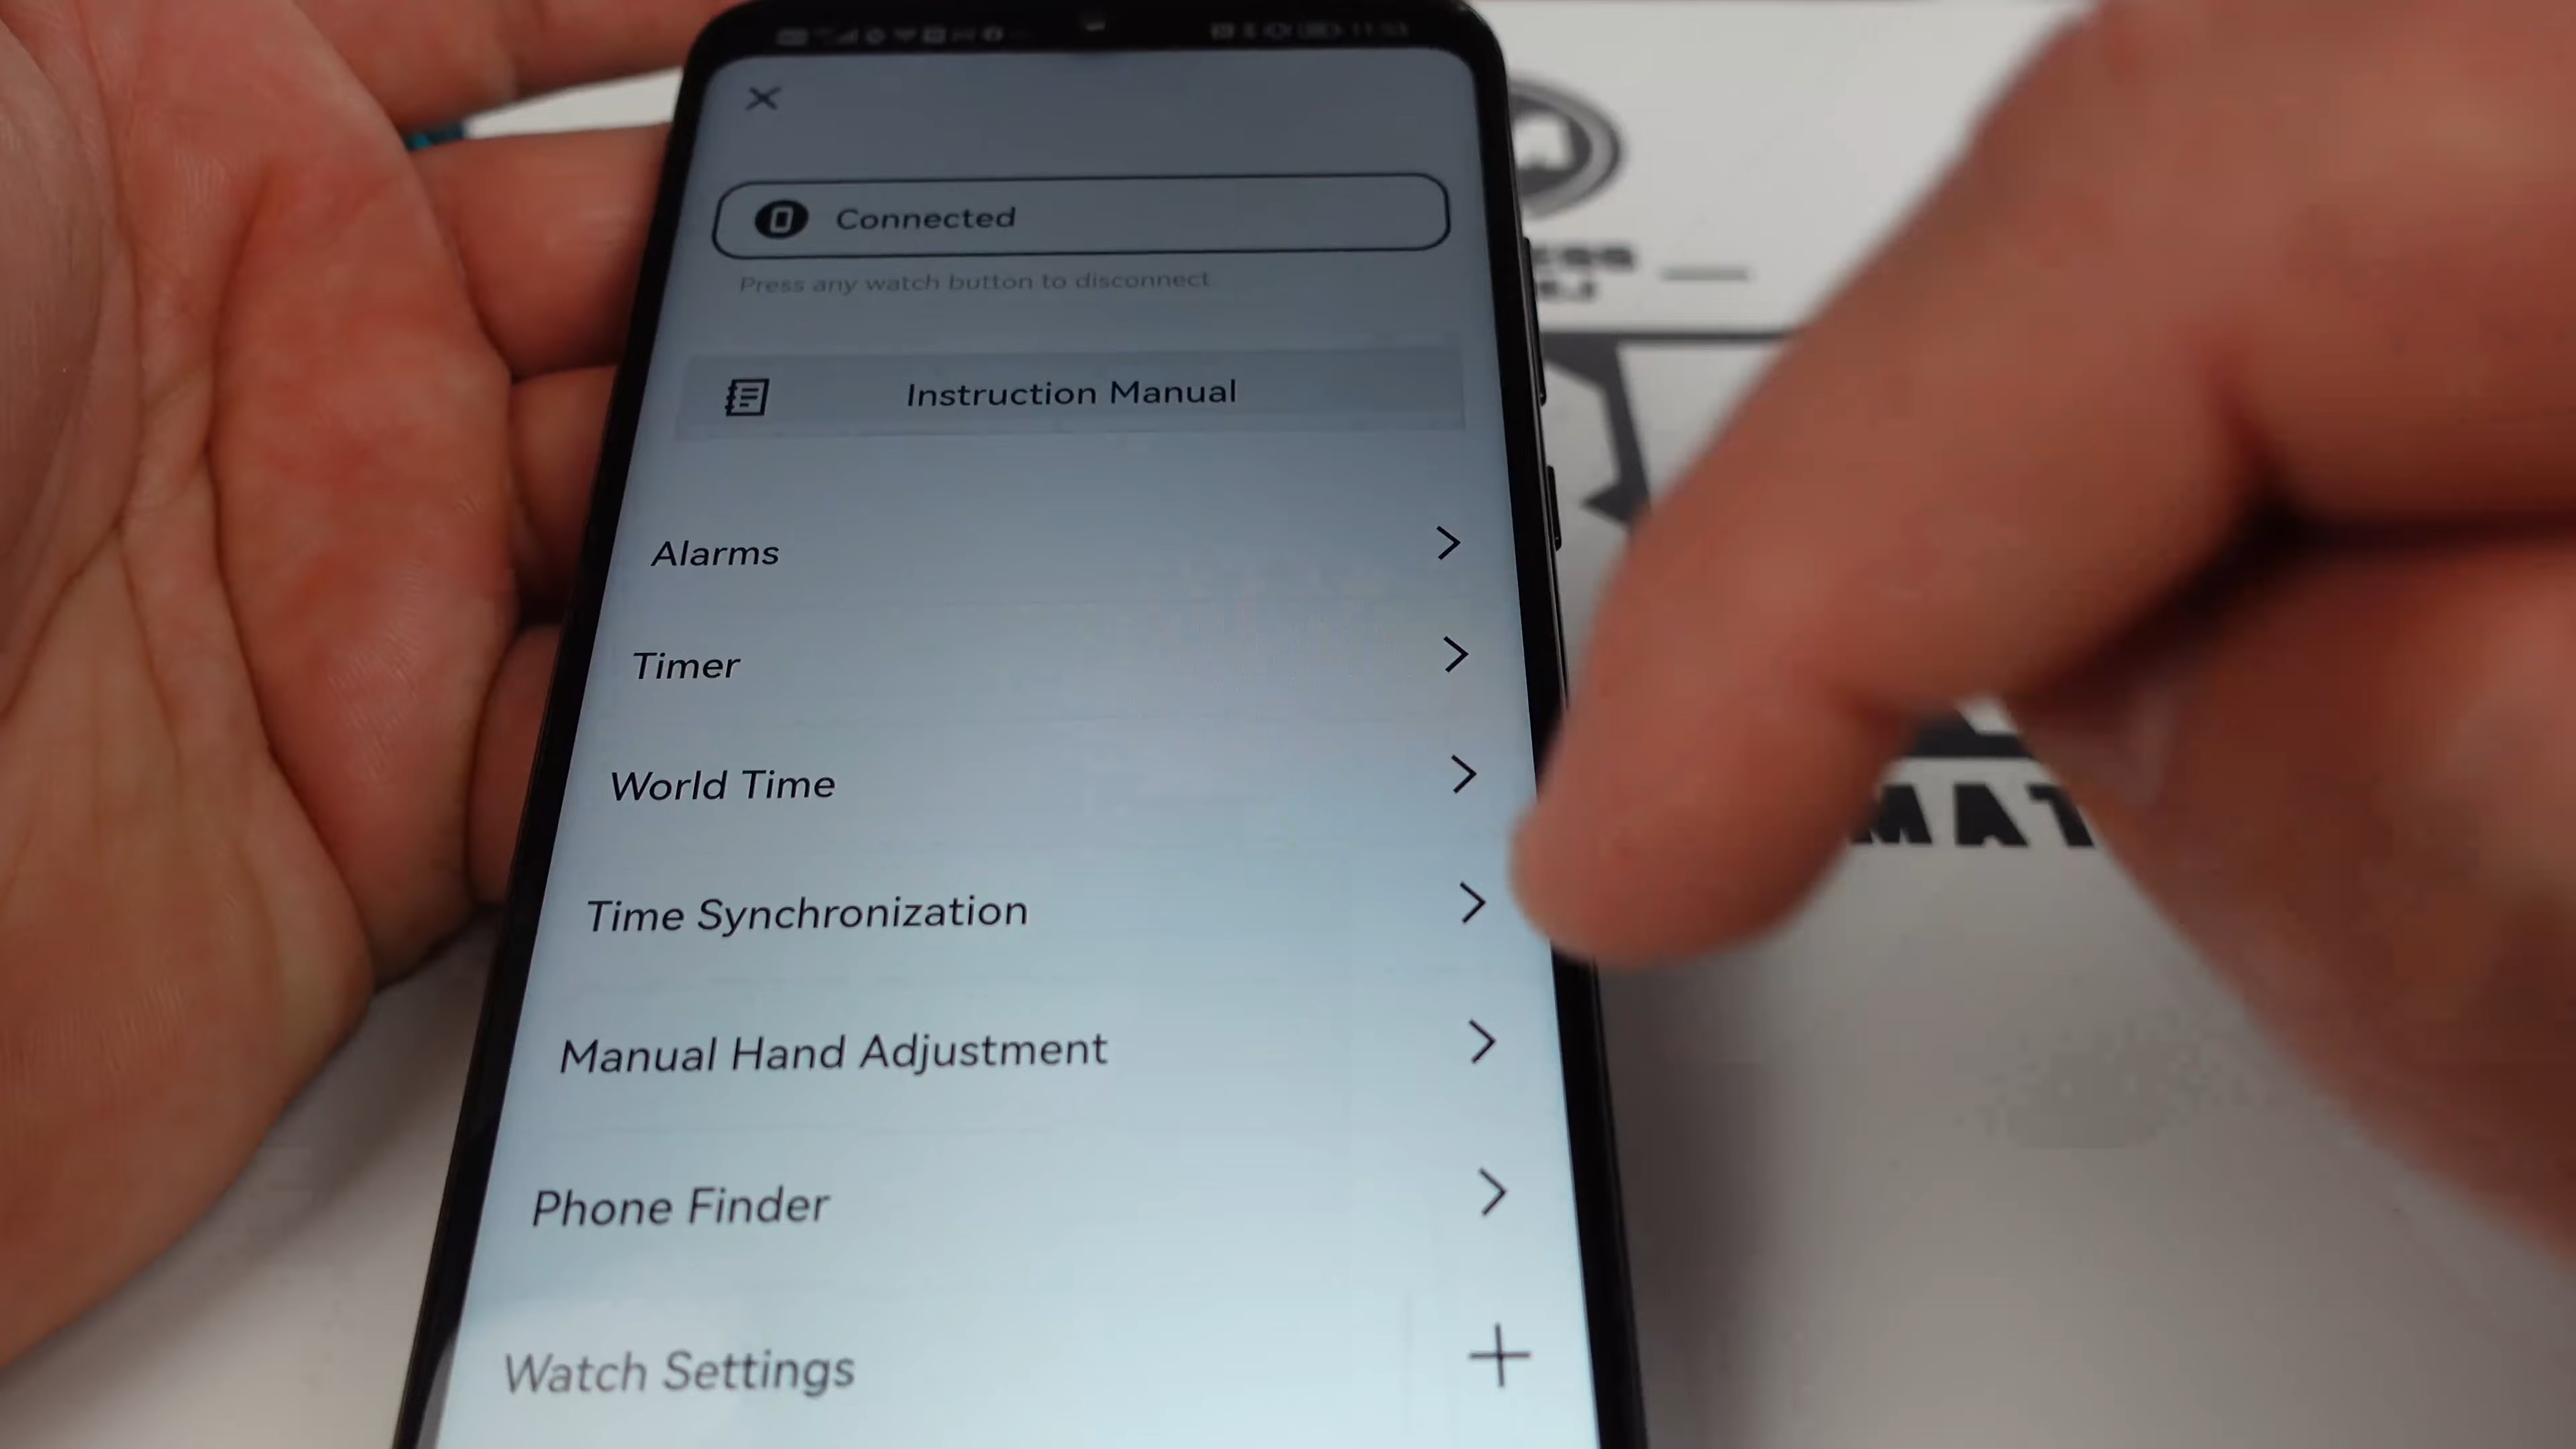 Connected
Press any watch button to disconnect.
Instruction Manual
Alarms
Timer
World Time
Time Synchronization
Manual Hand Adjustment
Phone Finder
Watch Settings